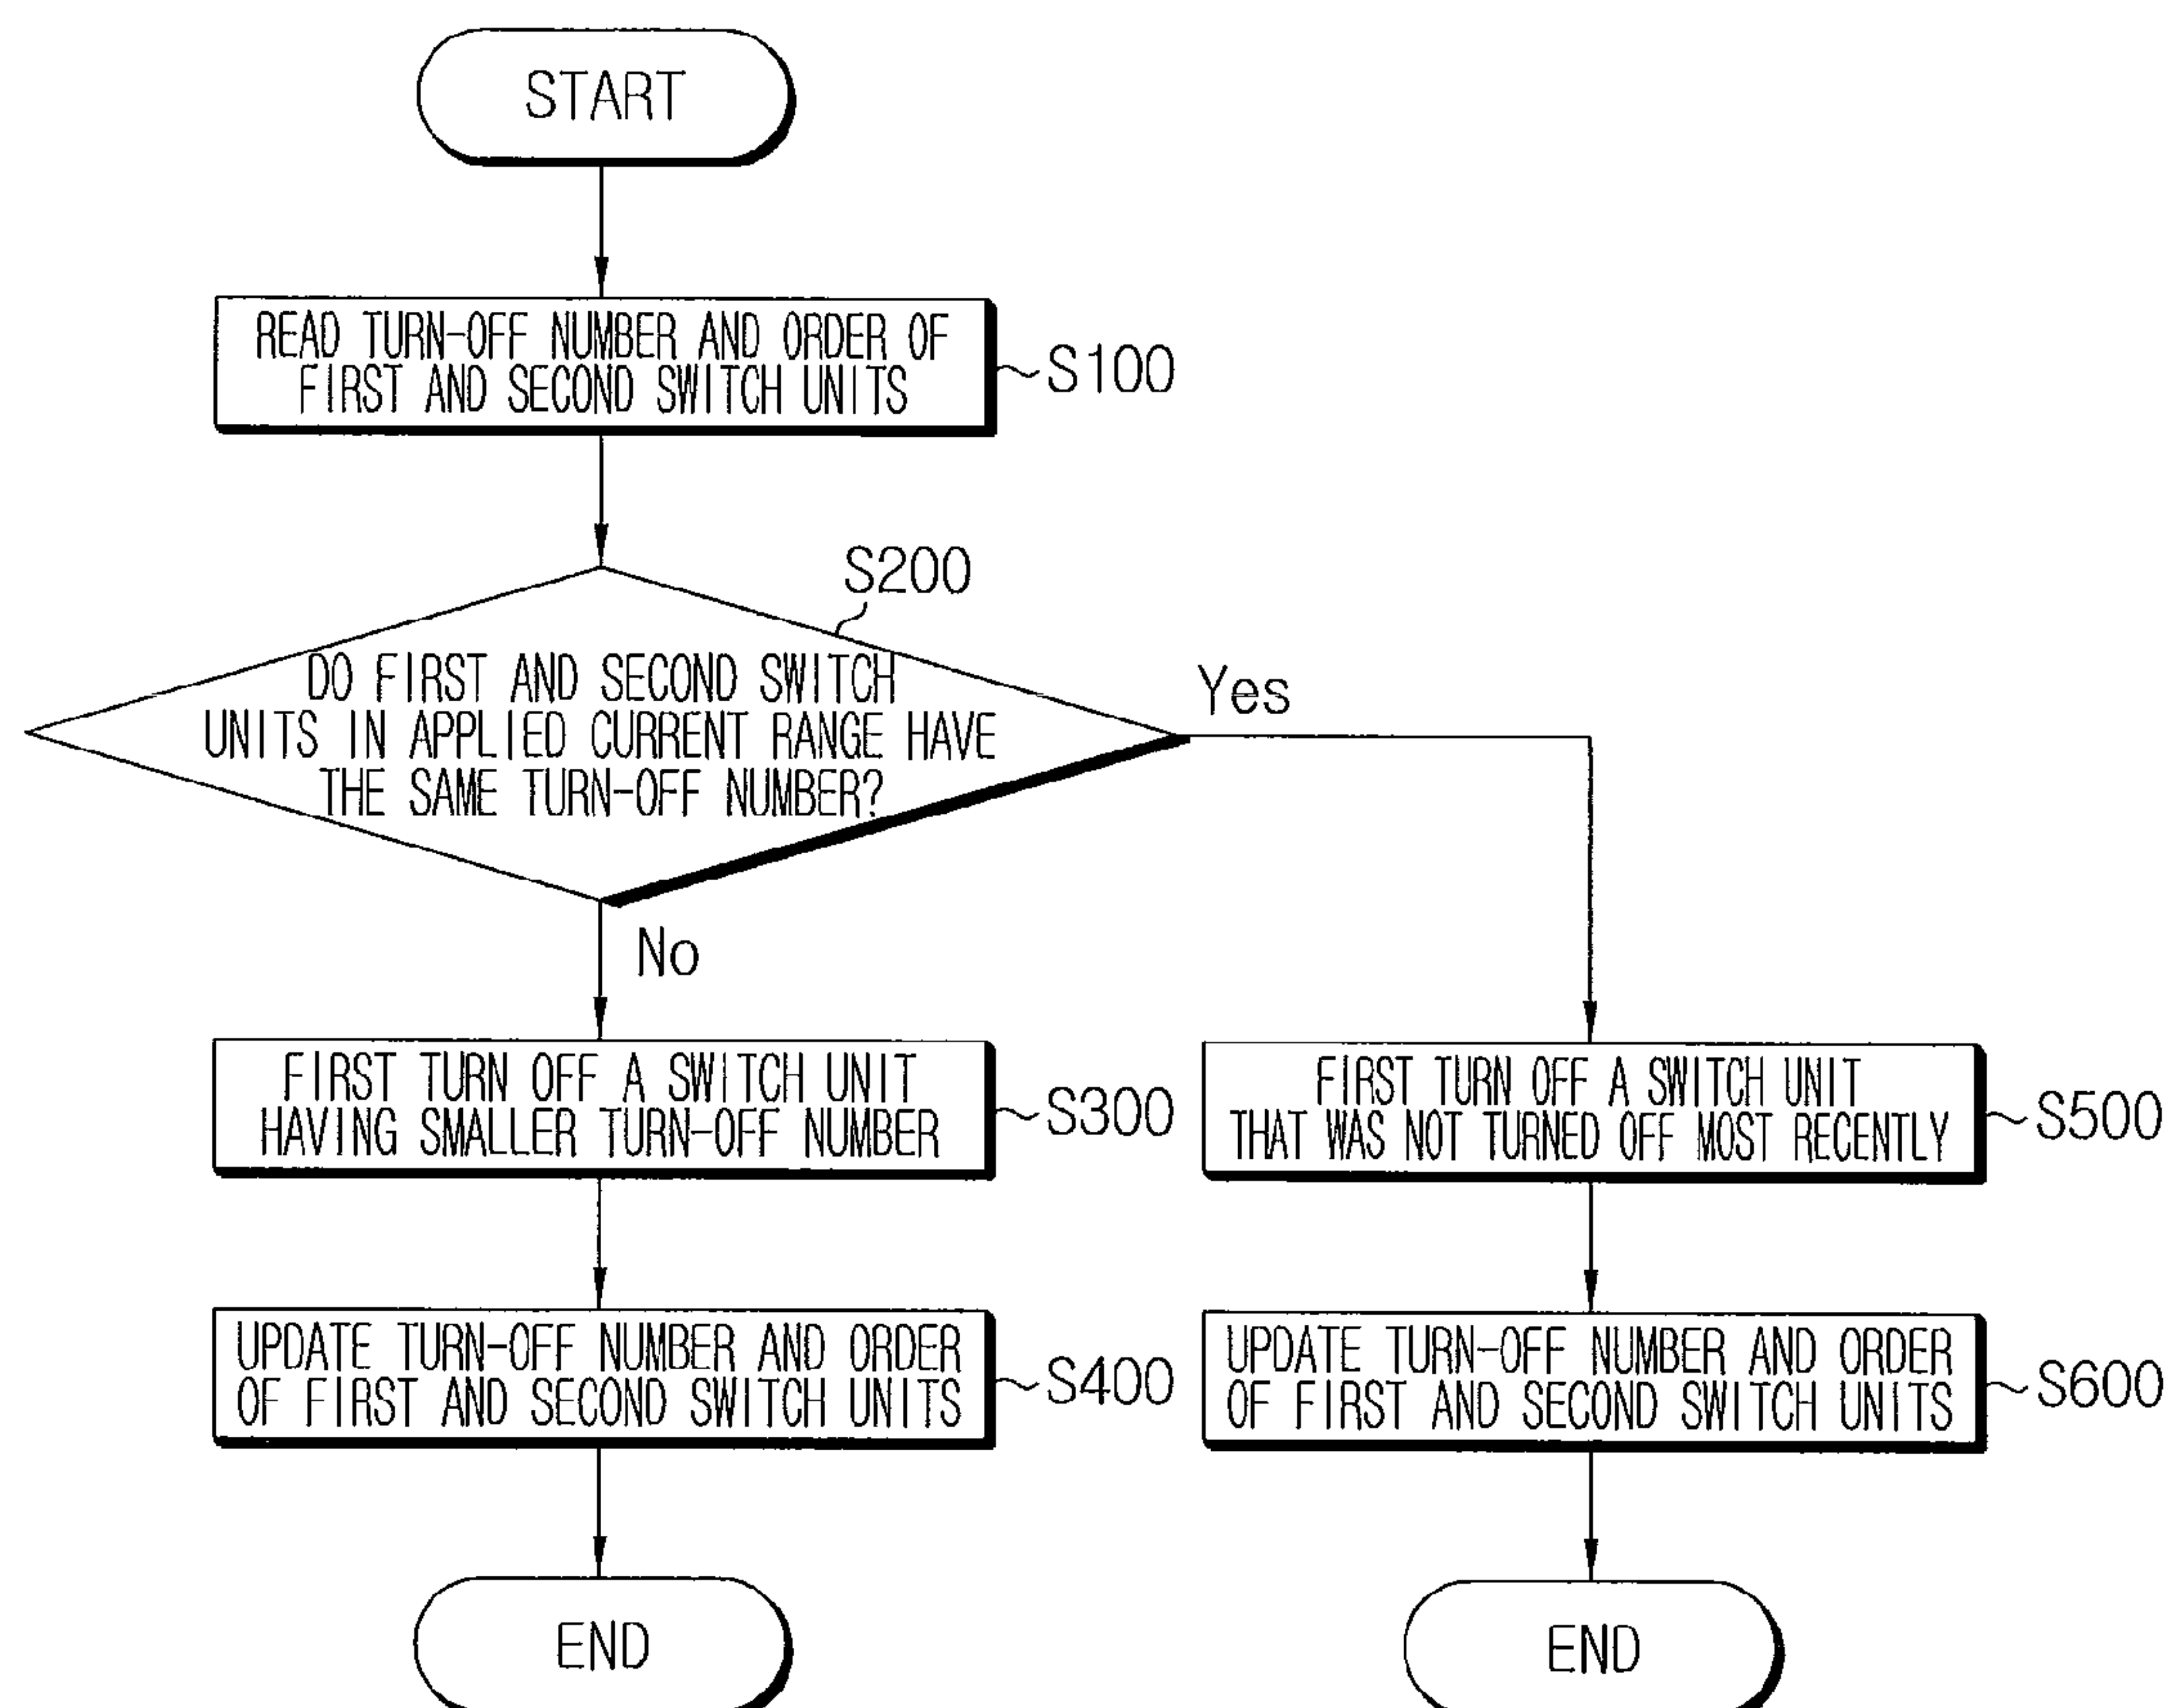 START
READ TURN-OFF NUMBER AND ORDER OF
FIRST AND SECOND SWITCH UNITS
S100
S200
DO FIRST AND SECOND SWITCH
UNITS IN APPLIED CURRENT RANGE HAVE
THE SAME TURN-OFF NUMBER?
Yes
No
FIRST TURN OFF A SWITCH UNIT
HAVING SMALLER TURN-OFF NUMBER
S300
FIRST TURN OFF A SWITCH UNIT
THAT WAS NOT TURNED OFF MOST RECENTLY
S500
UPDATE TURN-OFF NUMBER AND ORDER
OF FIRST AND SECOND SWITCH UNITS
S400
UPDATE TURN-OFF NUMBER AND ORDER
OF FIRST AND SECOND SWITCH UNITS
S600
END
END